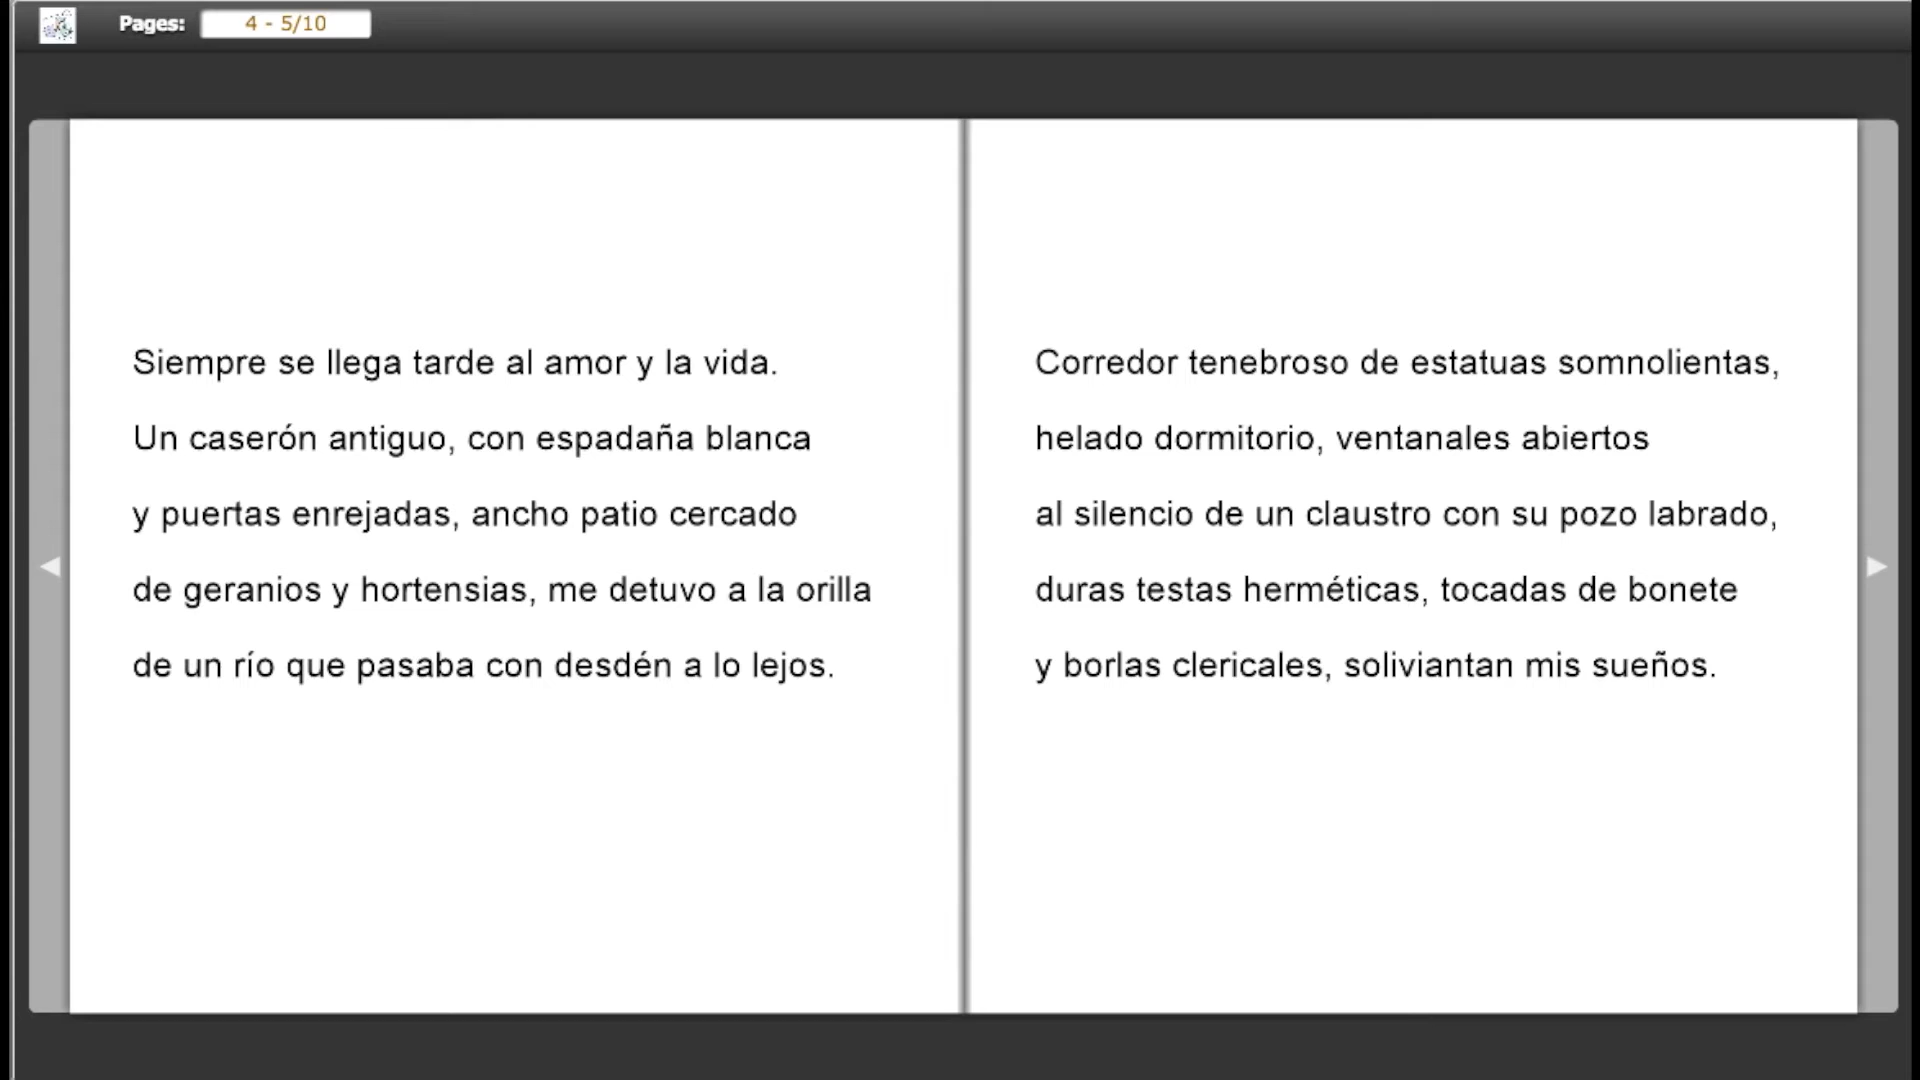 Pages: 4 - 5/10
Siempre se llega tarde al amor y la vida.
Un caserón antiguo, con espadaña blanca
y puertas enrejadas, ancho patio cercado
de geranios y hortensias, me detuvo a la orilla
de un río que pasaba con desdén a lo lejos.
Corredor tenebroso de estatuas somnolientas,
helado dormitorio, ventanales abiertos
al silencio de un claustro con su pozo labrado,
duras testas herméticas, tocadas de bonete
y borlas clericales, soliviantan mis sueños.